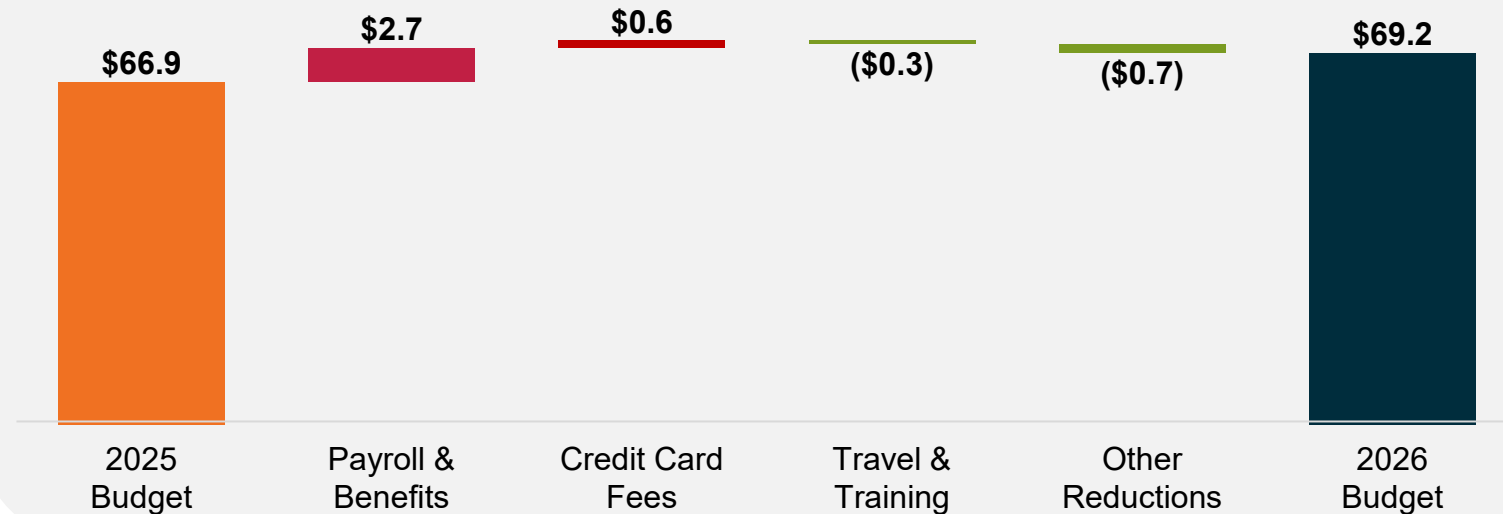 $66.9
$2.7
$0.6
($0.3)
($0.7)
$69.2
2025
Budget
Payroll &
Benefits
Credit Card
Fees
Travel &
Training
Other
Reductions
2026
Budget